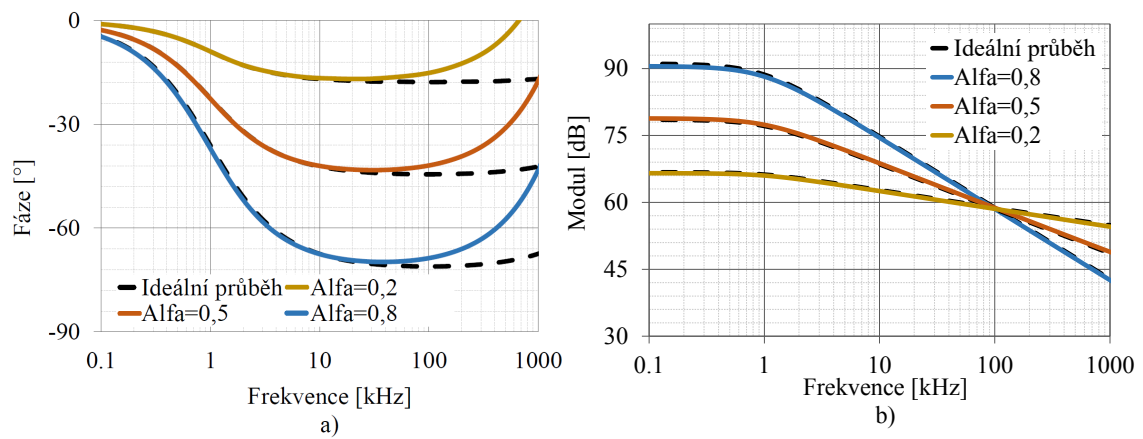 0
-30
-60
-90
Fáze [°]
Ideální průběh
Alfa=0,2
Alfa=0,5
Alfa=0,8
0.1
1
10
100
1000
Frekvence [kHz]
a)
90
75
60
45
30
Modul [dB]
Ideální průběh
Alfa=0,8
Alfa=0,5
Alfa=0,2
0.1
1
10
100
1000
Frekvence [kHz]
b)